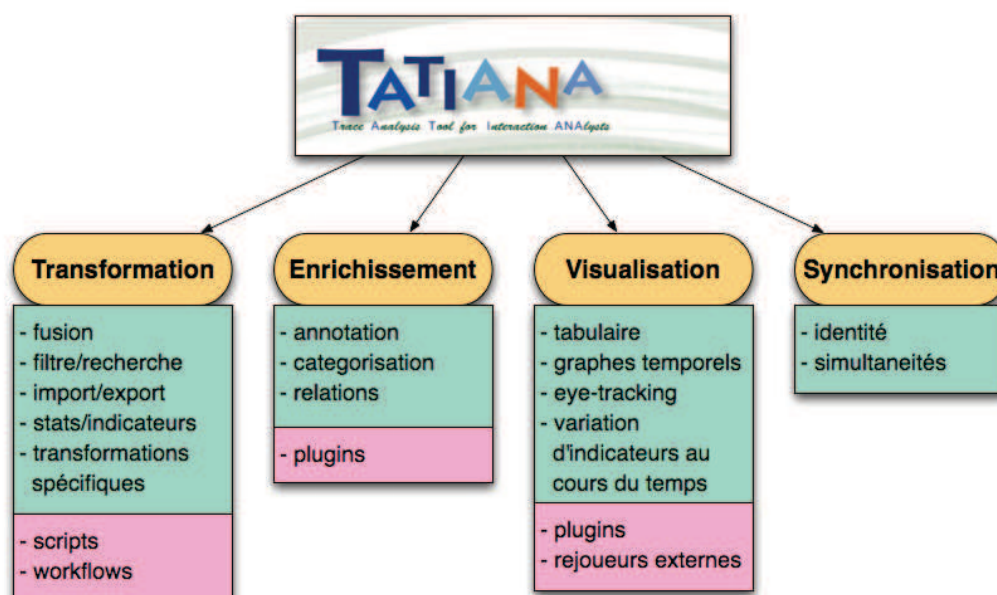 TATIANA
Trace Analysis Tool for Interaction ANAlysts
Transformation
- fusion
- filtre/recherche
- import/export
- stats/indicateurs
- transformations
spécifiques
- scripts
- workflows
Enrichissement
- annotation
- categorisation
- relations
- plugins
Visualisation
- tabulaire
- graphes temporels
- eye-tracking
- variation
d'indicateurs au
cours du temps
- plugins
- rejoueurs externes
Synchronisation
- identité
- simultaneités